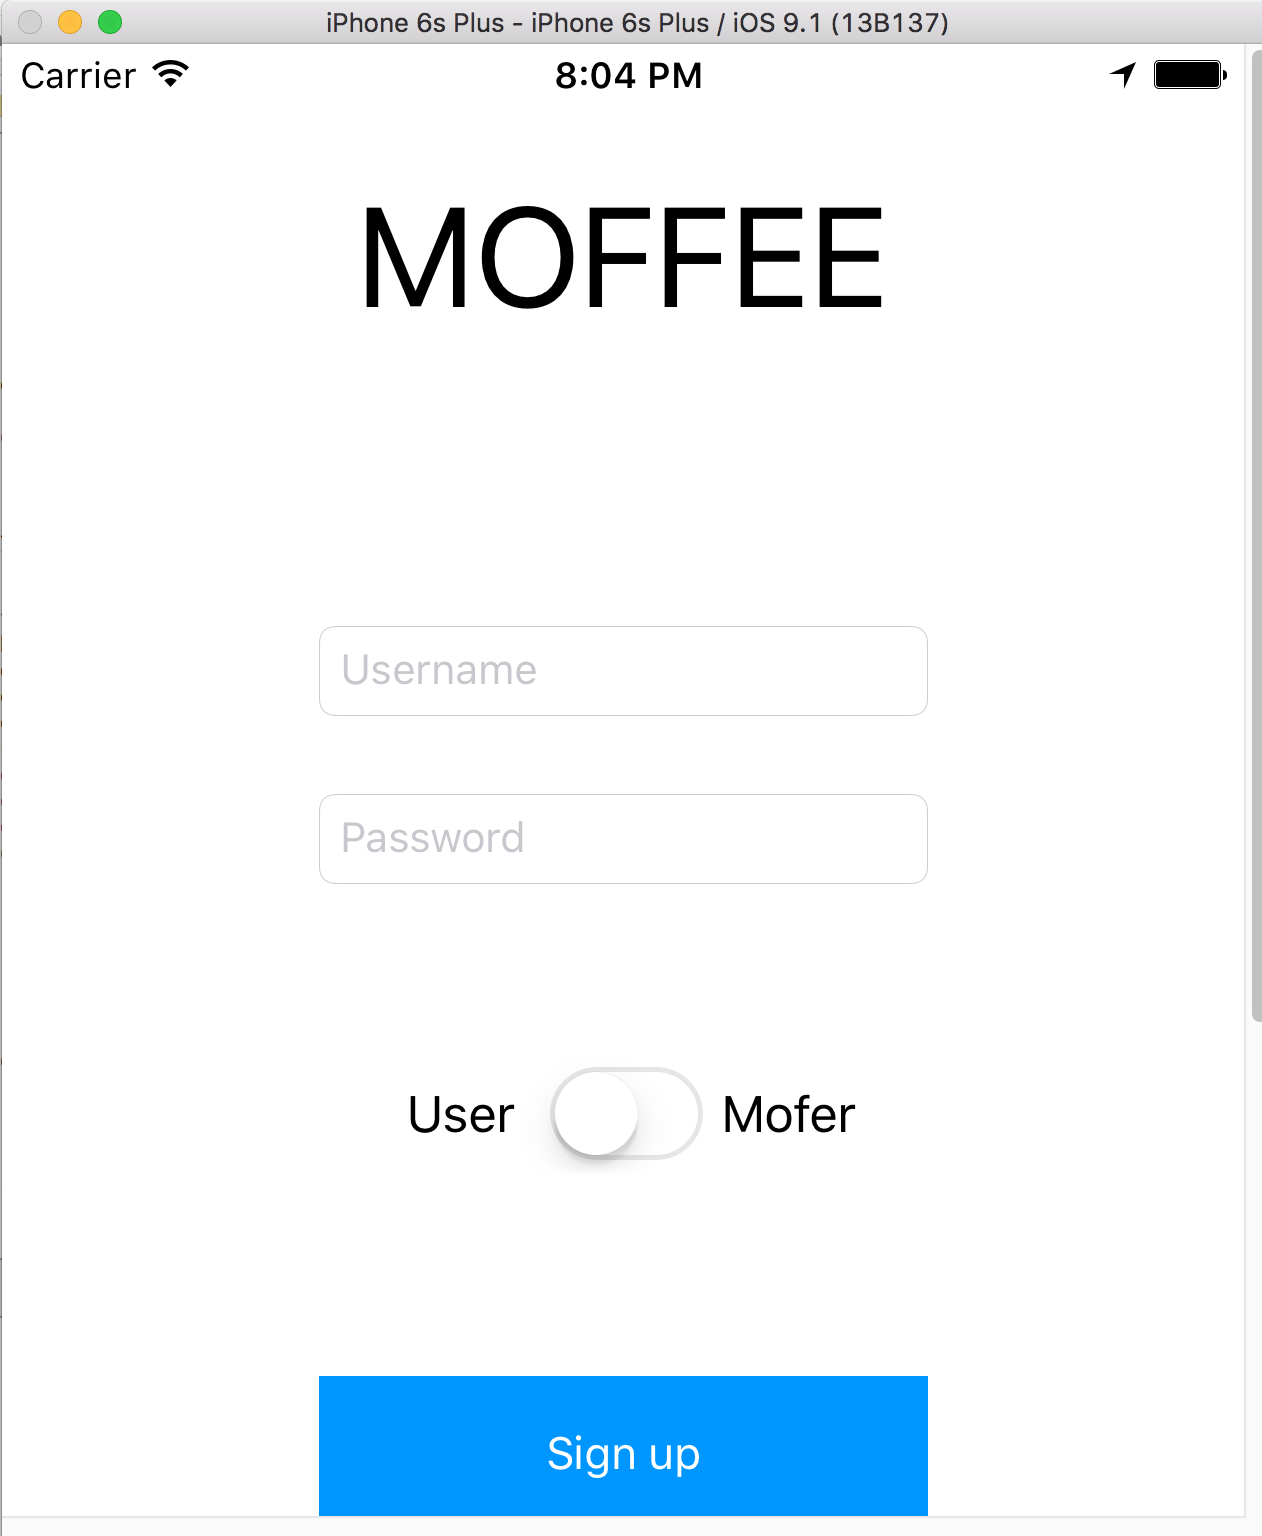 iPhone 6s Plus - iPhone 6s Plus / iOS 9.1 (13B137)
Carrier 8:04 PM
MOFFEE
Username
Password
User Mofer
Sign up